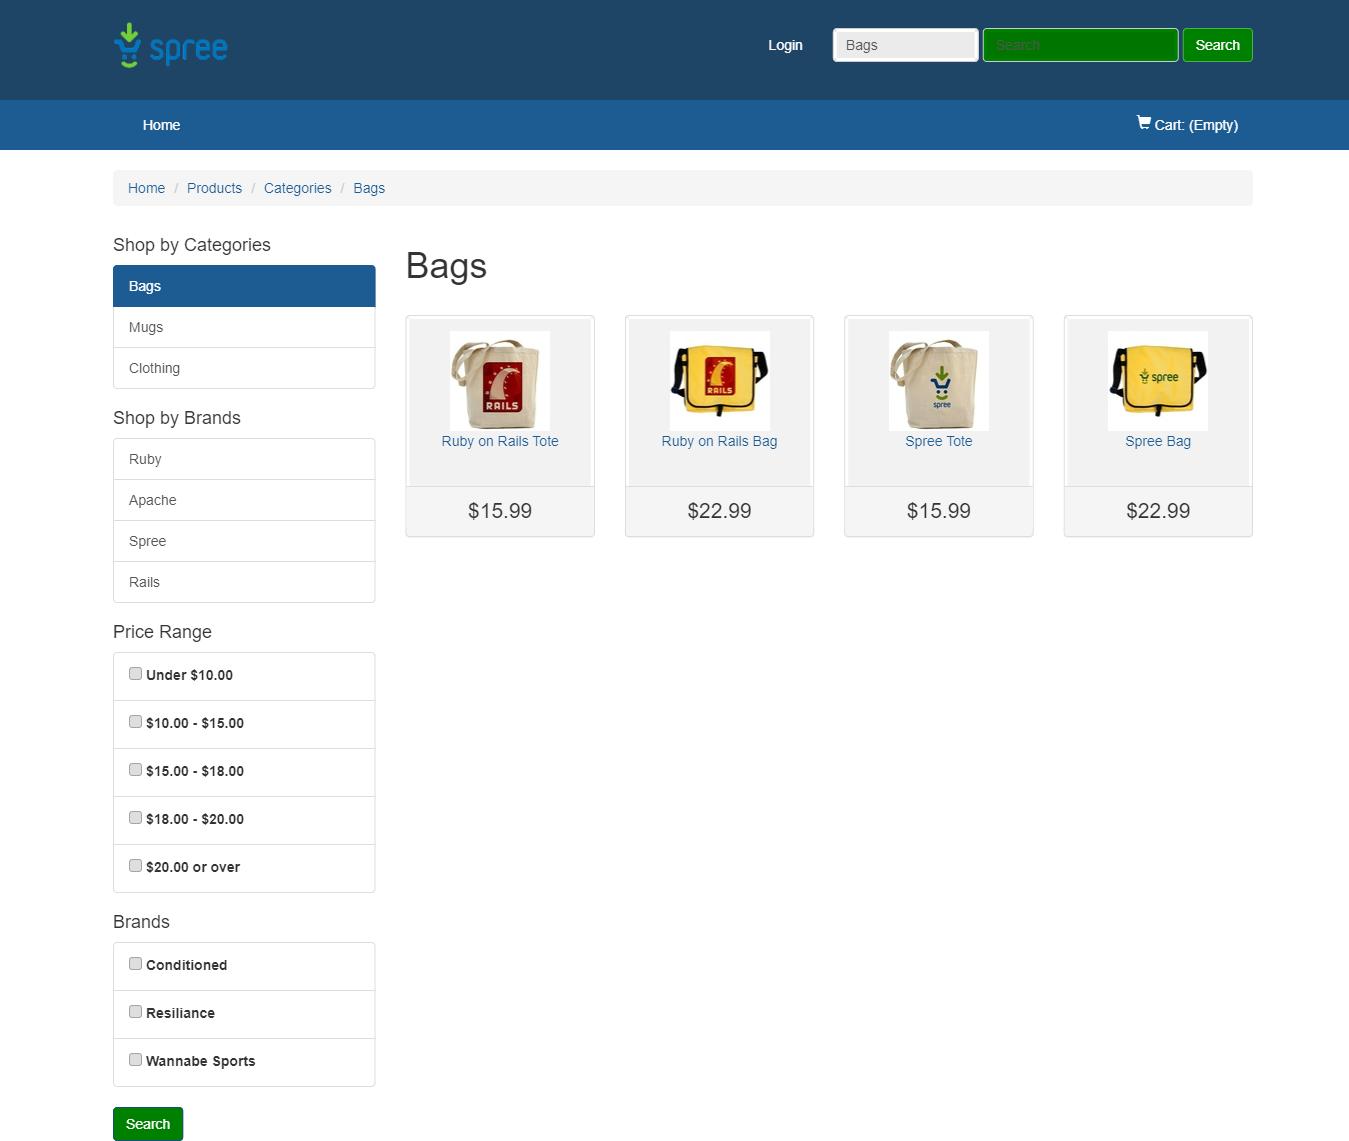 spree
Login
Bags
Search
Search
Home
Cart: (Empty)
Home / Products / Categories / Bags
Shop by Categories
Bags
Mugs
Clothing
Shop by Brands
Ruby
Apache
Spree
Rails
Price Range
Under $10.00
$10.00 - $15.00
$15.00 - $18.00
$18.00 - $20.00
$20.00 or over
Brands
Conditioned
Resiliance
Wannabe Sports
Search
Bags
RAILS
Ruby on Rails Tote
$15.99
RAILS
Ruby on Rails Bag
$22.99
spree
Spree Tote
$15.99
spree
Spree Bag
$22.99